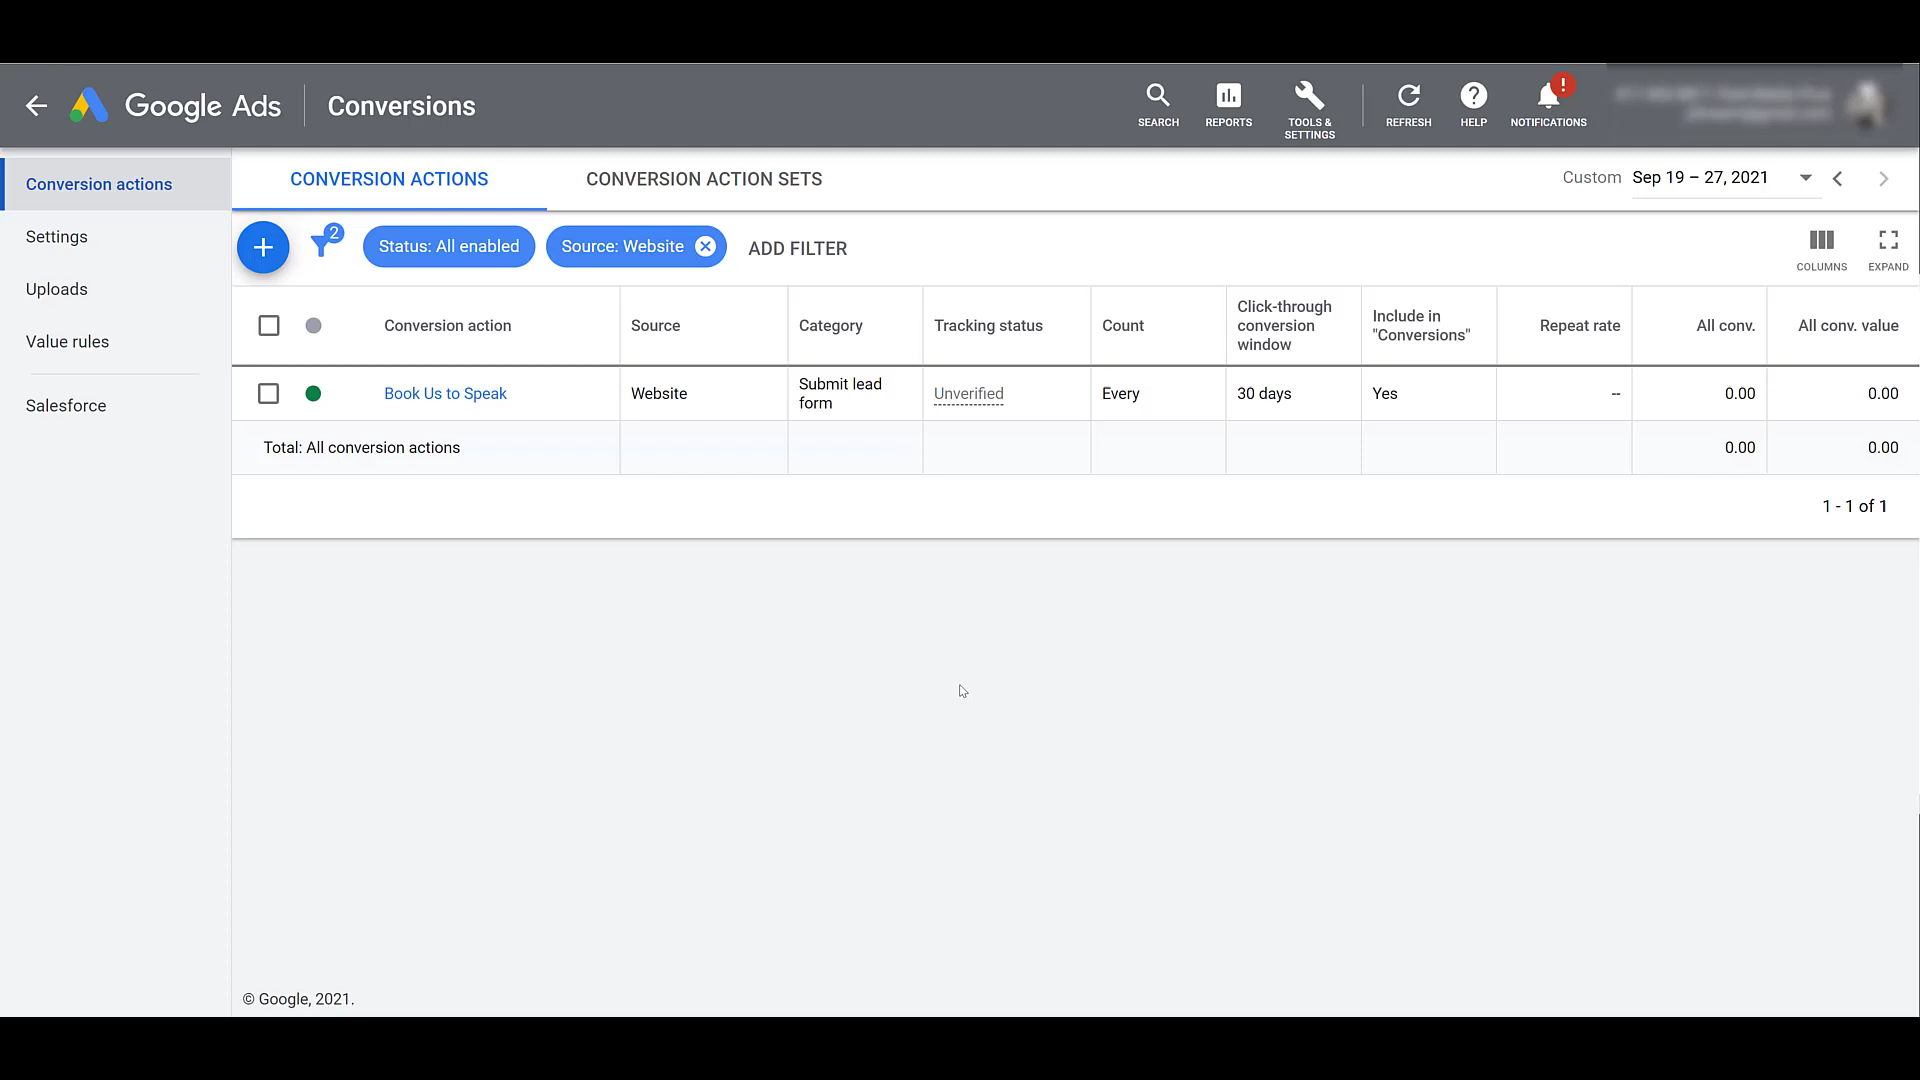 Google Ads
Conversions
SEARCH
REPORTS
TOOLS &
SETTINGS
REFRESH
HELP
!
NOTIFICATIONS
Conversion actions
Settings
Uploads
Value rules
Salesforce
CONVERSION ACTIONS
CONVERSION ACTION SETS
Custom
Sep 19 – 27, 2021
2
Status: All enabled
Source: Website
ADD FILTER
COLUMNS
EXPAND
Conversion action
Source
Category
Tracking status
Count
Click-through
conversion
window
Include in
"Conversions"
Repeat rate
All conv.
All conv. value
Book Us to Speak
Website
Submit lead
form
Unverified
Every
30 days
Yes
--
0.00
0.00
Total: All conversion actions
0.00
0.00
1 - 1 of 1
© Google, 2021.